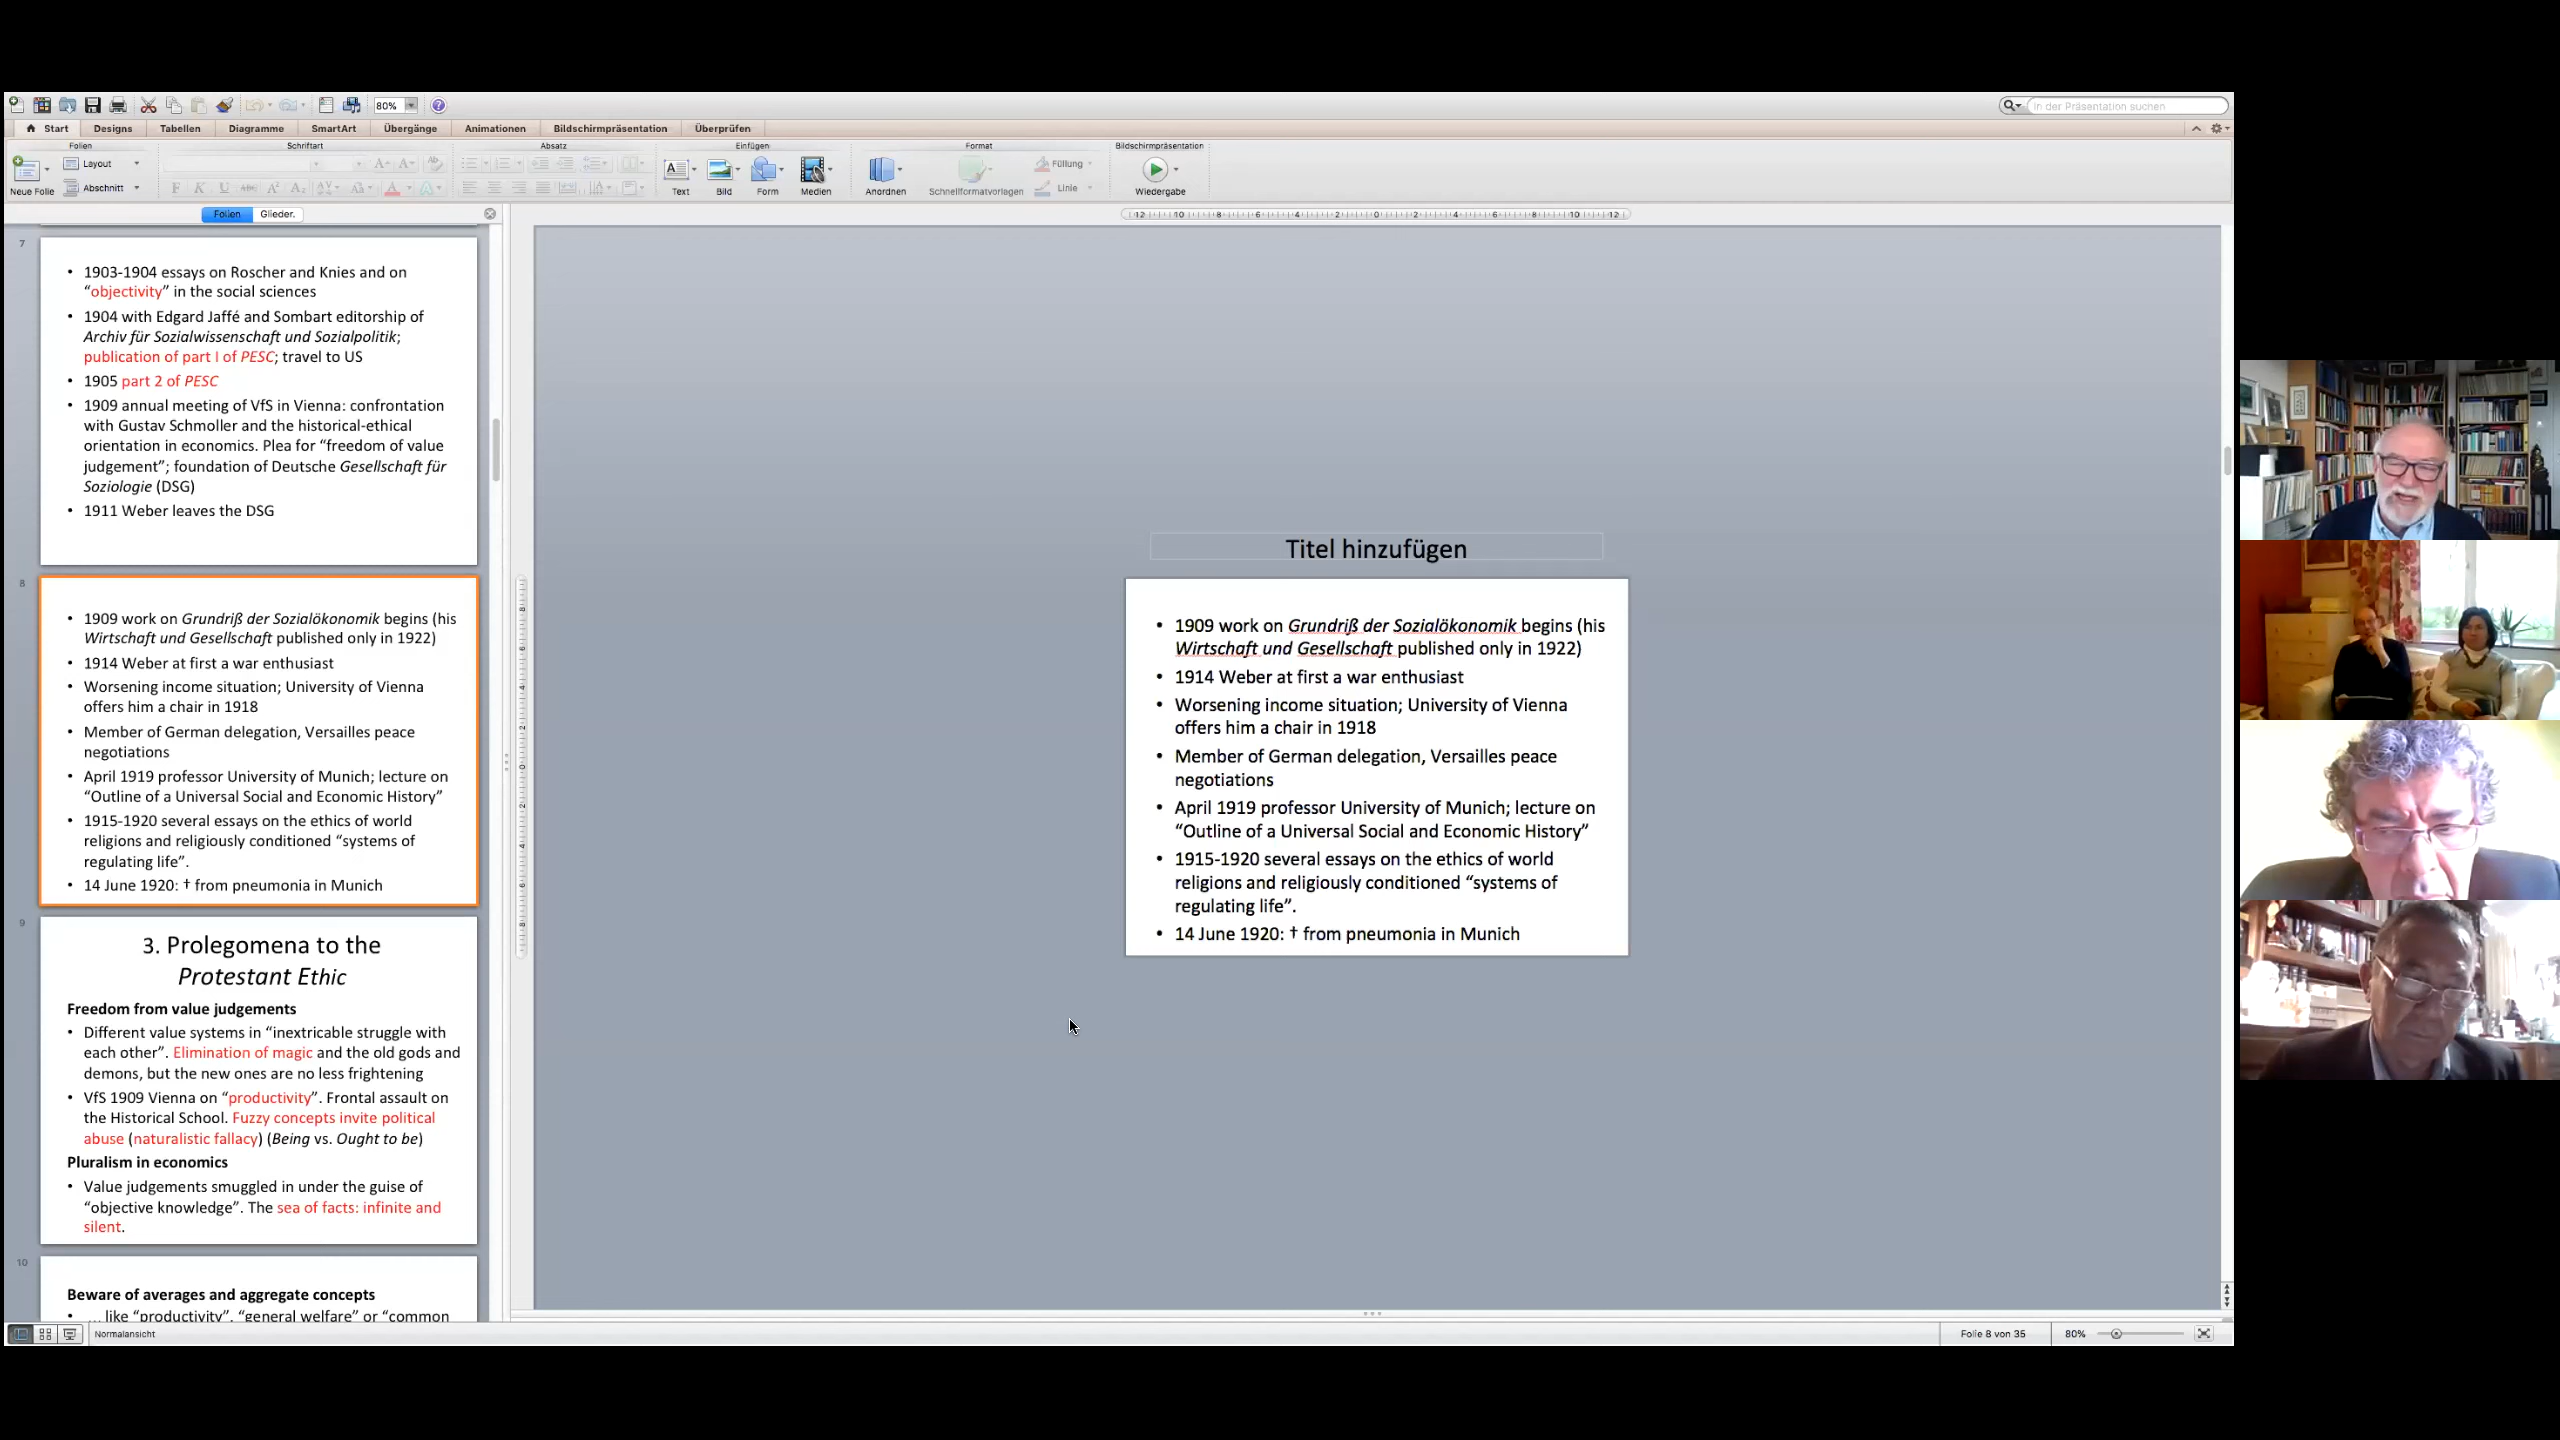 80%
In der Präsentation suchen
Start Designs Tabellen Diagramme SmartArt Übergänge Animationen Bildschirmpräsentation Überprüfen
Folien Schriftart Absatz Einfügen Format Bildschirmpräsentation
Layout
Füllung
Neue Folie Abschnitt
Text Bild Form Medien Anordnen Schnellformatvorlagen Linie Wiedergabe
Folien Glieder.
7
• 1903-1904 essays on Roscher and Knies and on
“objectivity” in the social sciences
• 1904 with Edgard Jaffé and Sombart editorship of
Archiv für Sozialwissenschaft und Sozialpolitik;
publication of part I of PESC; travel to US
• 1905 part 2 of PESC
• 1909 annual meeting of VfS in Vienna: confrontation
with Gustav Schmoller and the historical-ethical
orientation in economics. Plea for “freedom of value
judgement”; foundation of Deutsche Gesellschaft für
Soziologie (DSG)
• 1911 Weber leaves the DSG
8
• 1909 work on Grundriß der Sozialökonomik begins (his
Wirtschaft und Gesellschaft published only in 1922)
• 1914 Weber at first a war enthusiast
• Worsening income situation; University of Vienna
offers him a chair in 1918
• Member of German delegation, Versailles peace
negotiations
• April 1919 professor University of Munich; lecture on
“Outline of a Universal Social and Economic History”
• 1915-1920 several essays on the ethics of world
religions and religiously conditioned “systems of
regulating life”.
• 14 June 1920: † from pneumonia in Munich
9
3. Prolegomena to the
Protestant Ethic
Freedom from value judgements
• Different value systems in “inextricable struggle with
each other”. Elimination of magic and the old gods and
demons, but the new ones are no less frightening
• VfS 1909 Vienna on “productivity”. Frontal assault on
the Historical School. Fuzzy concepts invite political
abuse (naturalistic fallacy) (Being vs. Ought to be)
Pluralism in economics
• Value judgements smuggled in under the guise of
“objective knowledge”. The sea of facts: infinite and
silent.
10
Beware of averages and aggregate concepts
• … like “productivity”, “general welfare” or “common
Titel hinzufügen
• 1909 work on Grundriß der Sozialökonomik begins (his
Wirtschaft und Gesellschaft published only in 1922)
• 1914 Weber at first a war enthusiast
• Worsening income situation; University of Vienna
offers him a chair in 1918
• Member of German delegation, Versailles peace
negotiations
• April 1919 professor University of Munich; lecture on
“Outline of a Universal Social and Economic History”
• 1915-1920 several essays on the ethics of world
religions and religiously conditioned “systems of
regulating life”.
• 14 June 1920: † from pneumonia in Munich
Normalansicht
Folie 8 von 35
80%